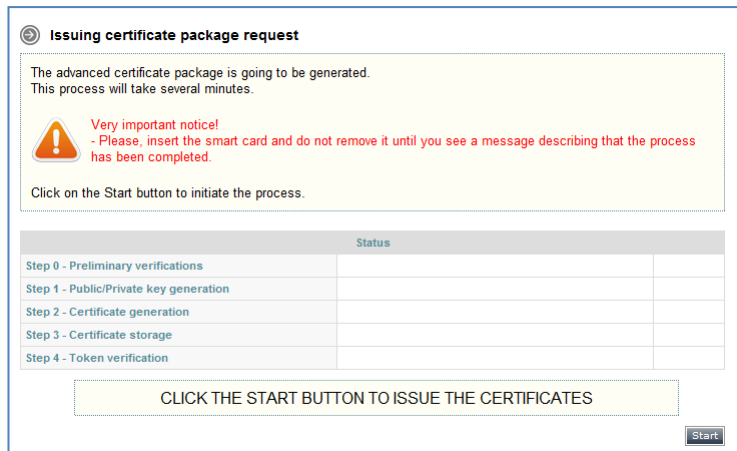 Issuing certificate package request
The advanced certificate package is going to be generated.
This process will take several minutes.
Very important notice!
- Please, insert the smart card and do not remove it until you see a message describing that the process
has been completed.
Click on the Start button to initiate the process.
Status
Step 0 - Preliminary verifications
Step 1 - Public/Private key generation
Step 2 - Certificate generation
Step 3 - Certificate storage
Step 4 - Token verification
CLICK THE START BUTTON TO ISSUE THE CERTIFICATES
Start